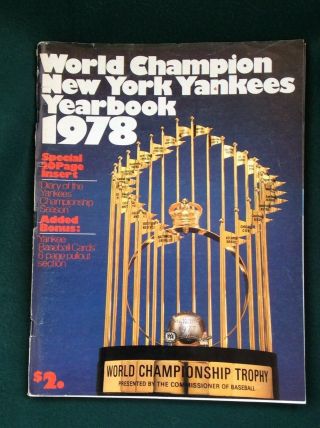 World Champion
New York Yankees
Yearbook
1978
Special
20 Page
Insert
Diary of the
Yankees
Championship
Season
Added
Bonus:
Yankee
Baseball Cards
6 page pullout
section
WORLD CHAMPIONSHIP TROPHY
PRESENTED BY THE COMMISSIONER OF BASEBALL
$2.